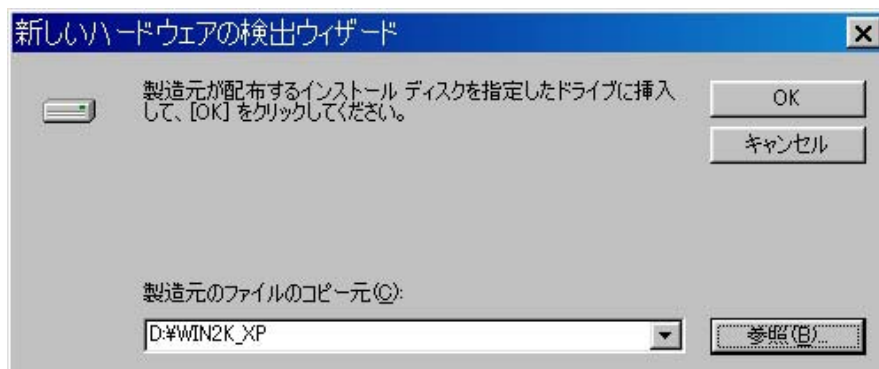 新しいハードウェアの検出ウィザード
製造元が配布するインストール ディスクを指定したドライブに挿入
して、[OK] をクリックしてください。
OK
キャンセル
製造元のファイルのコピー元(C):
D:¥WIN2K_XP
参照(B)...